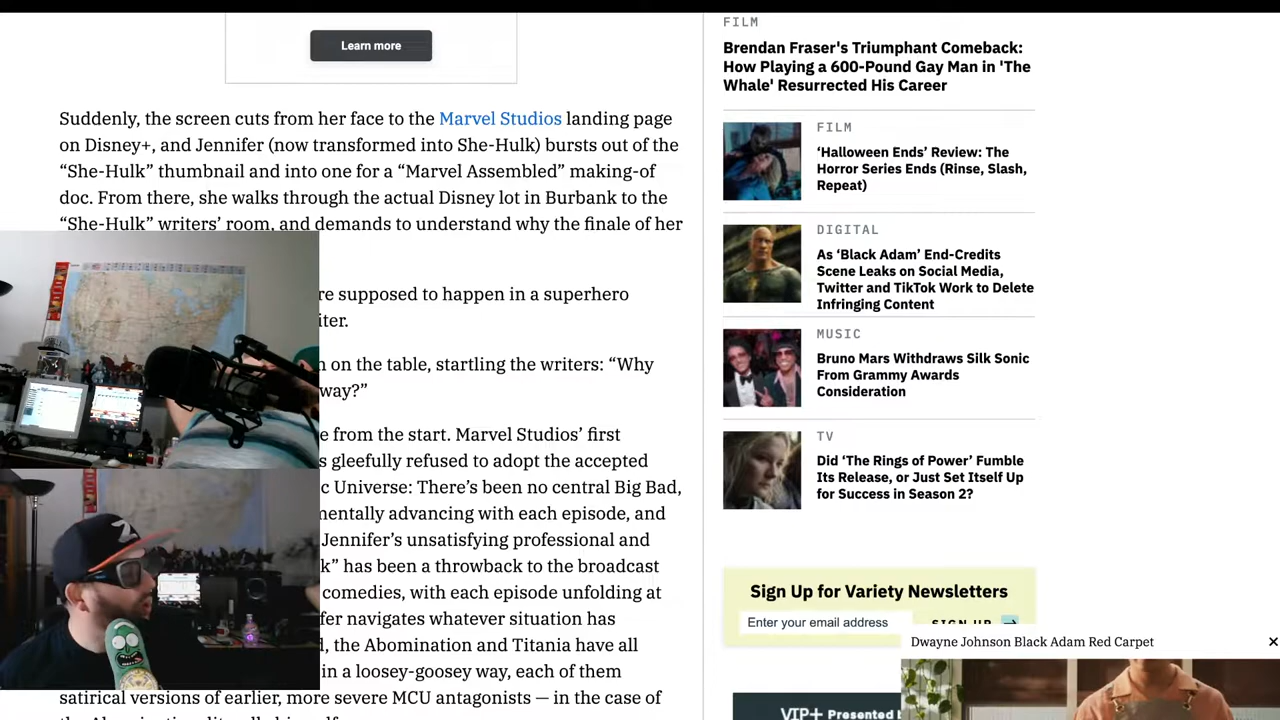 Learn more
Suddenly, the screen cuts from her face to the Marvel Studios landing page
on Disney+, and Jennifer (now transformed into She-Hulk) bursts out of the
“She-Hulk” thumbnail and into one for a “Marvel Assembled” making-of
doc. From there, she walks through the actual Disney lot in Burbank to the
“She-Hulk” writers’ room, and demands to understand why the finale of her
re supposed to happen in a superhero
iter.
n on the table, startling the writers: “Why
way?”
e from the start. Marvel Studios’ first
s gleefully refused to adopt the accepted
c Universe: There’s been no central Big Bad,
mentally advancing with each episode, and
Jennifer’s unsatisfying professional and
k” has been a throwback to the broadcast
comedies, with each episode unfolding at
fer navigates whatever situation has
l, the Abomination and Titania have all
in a loosey-goosey way, each of them
satirical versions of earlier, more severe MCU antagonists — in the case of
FILM
Brendan Fraser's Triumphant Comeback:
How Playing a 600-Pound Gay Man in 'The
Whale' Resurrected His Career
FILM
‘Halloween Ends’ Review: The
Horror Series Ends (Rinse, Slash,
Repeat)
DIGITAL
As ‘Black Adam’ End-Credits
Scene Leaks on Social Media,
Twitter and TikTok Work to Delete
Infringing Content
MUSIC
Bruno Mars Withdraws Silk Sonic
From Grammy Awards
Consideration
TV
Did ‘The Rings of Power’ Fumble
Its Release, or Just Set Itself Up
for Success in Season 2?
Sign Up for Variety Newsletters
Enter your email address
SIGN UP
Dwayne Johnson Black Adam Red Carpet
VIP+ Presented b